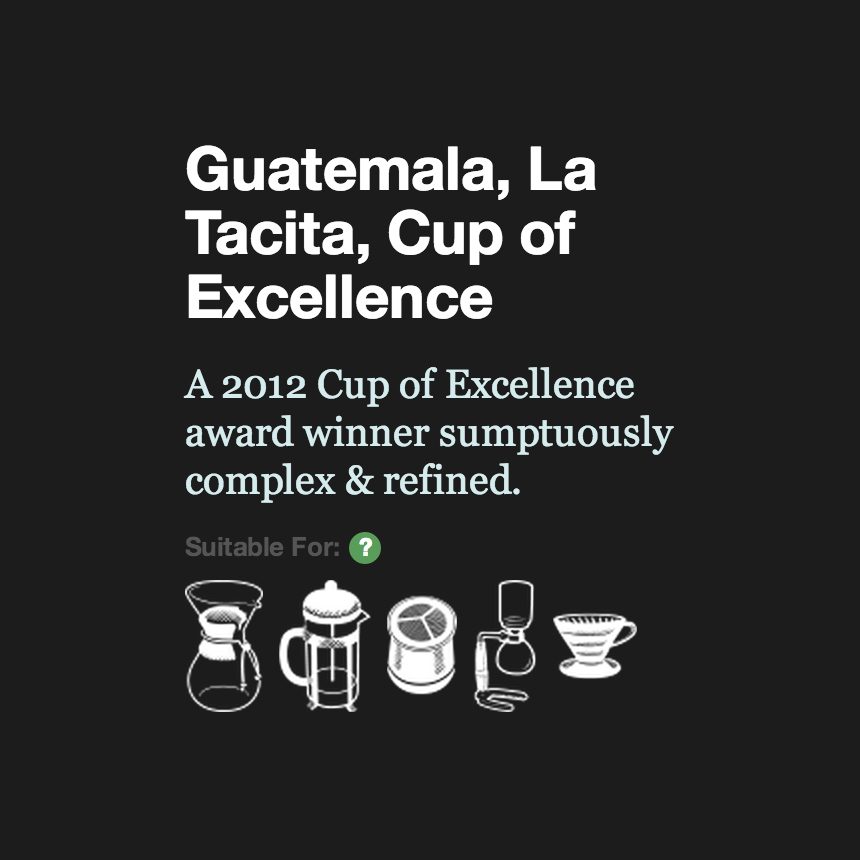 Guatemala, La
Tacita, Cup of
Excellence
A 2012 Cup of Excellence
award winner sumptuously
complex & refined.
Suitable For: ?